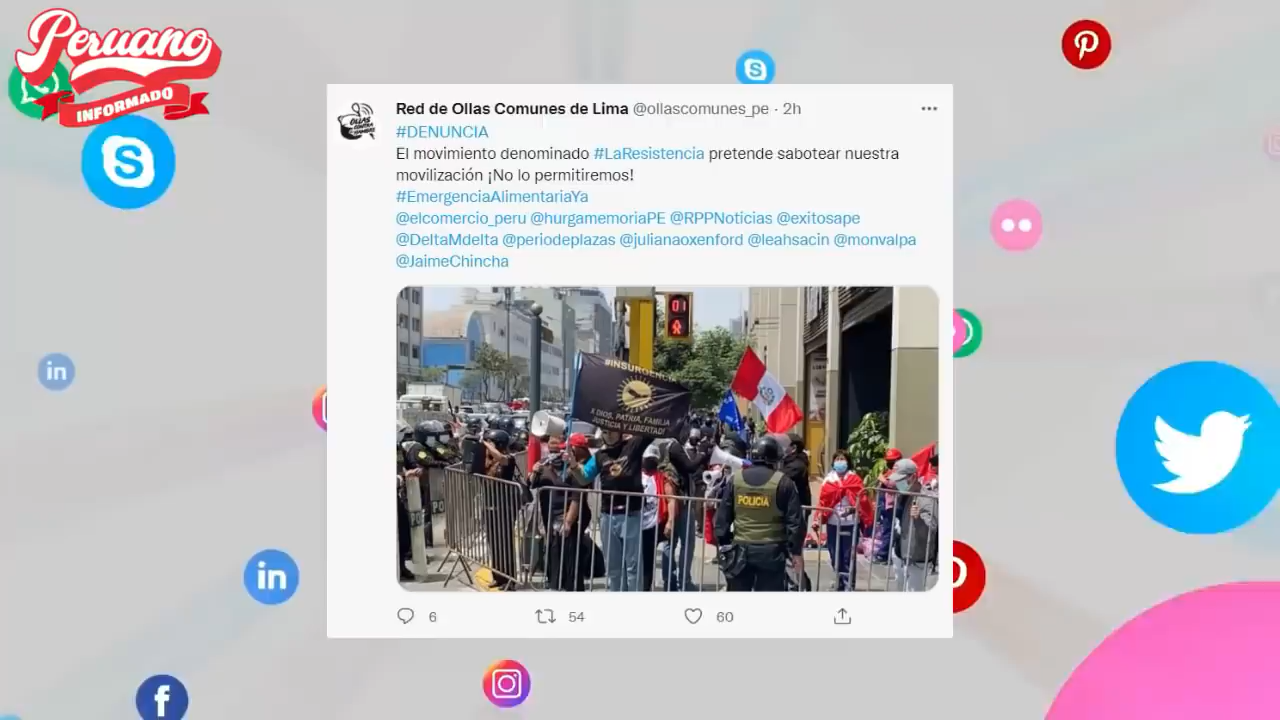 Peruano
INFORMADO
Red de Ollas Comunes de Lima @ollascomunes_pe · 2h
#DENUNCIA
El movimiento denominado #LaResistencia pretende sabotear nuestra
movilización ¡No lo permitiremos!
#EmergenciaAlimentariaYa
@elcomercio_peru @hurgamemoriaPE @RPPNoticias @exitosape
@DeltaMdelta @periodeplazas @julianaoxenford @leahsacin @monvalpa
@JaimeChincha
01
#INSURGENCIA
X DIOS, PATRIA, FAMILIA
JUSTICIA Y LIBERTAD!
POLICIA
6 54 60